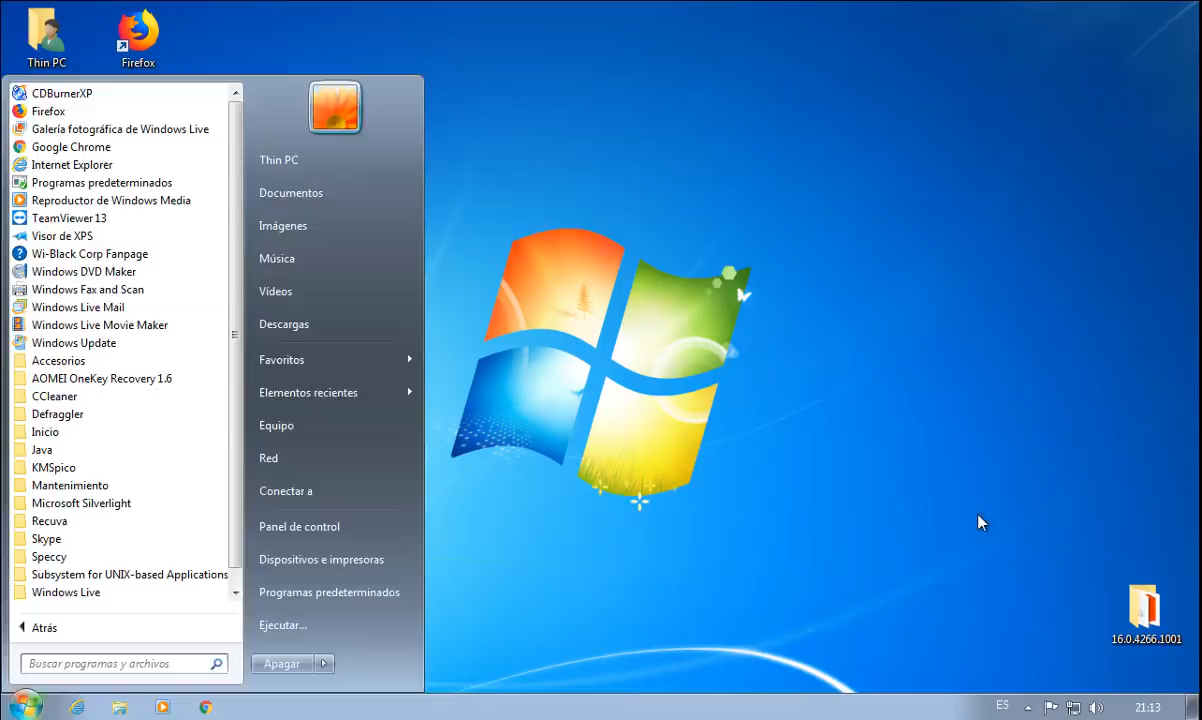 Thin PC
Firefox
CDBurnerXP
Firefox
Galería fotográfica de Windows Live
Google Chrome
Internet Explorer
Programas predeterminados
Reproductor de Windows Media
TeamViewer 13
Visor de XPS
Wi-Black Corp Fanpage
Windows DVD Maker
Windows Fax and Scan
Windows Live Mail
Windows Live Movie Maker
Windows Update
Accesorios
AOMEI OneKey Recovery 1.6
CCleaner
Defraggler
Inicio
Java
KMSpico
Mantenimiento
Microsoft Silverlight
Recuva
Skype
Speccy
Subsystem for UNIX-based Applications
Windows Live
Atrás
Buscar programas y archivos
Thin PC
Documentos
Imágenes
Música
Vídeos
Descargas
Favoritos
Elementos recientes
Equipo
Red
Conectar a
Panel de control
Dispositivos e impresoras
Programas predeterminados
Ejecutar...
Apagar
16.0.4266.1001
ES
21:13